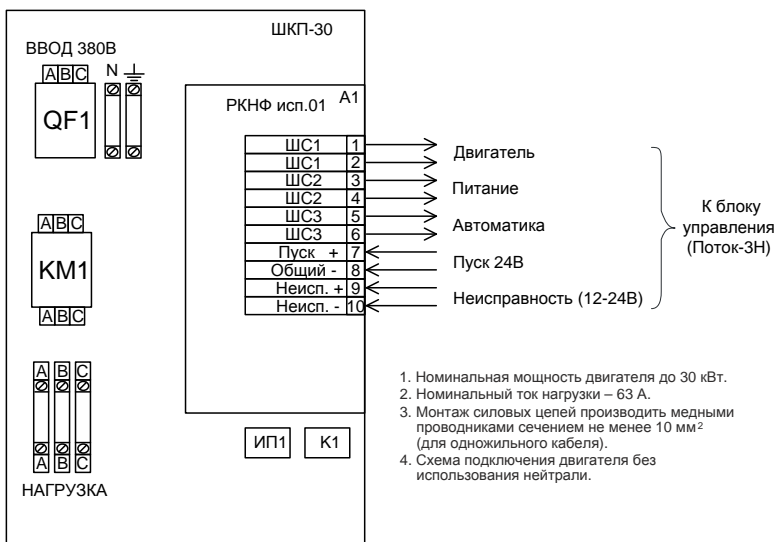 ШКП-30
ВВОД 380В
A B C N
QF1
A B C
KM1
A B C
A B C
A B C
НАГРУЗКА
РКНФ исп.01 A1
ШС1 1
ШС1 2
ШС2 3
ШС2 4
ШС3 5
ШС3 6
Пуск + 7
Общий - 8
Неисп. + 9
Неисп. - 10
ИП1 К1
Двигатель
Питание
Автоматика
Пуск 24В
Неисправность (12-24В)
К блоку
управления
(Поток-3Н)
1. Номинальная мощность двигателя до 30 кВт.
2. Номинальный ток нагрузки – 63 А.
3. Монтаж силовых цепей производить медными
проводниками сечением не менее 10 мм²
(для одножильного кабеля).
4. Схема подключения двигателя без
использования нейтрали.